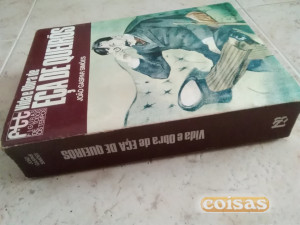 Vida e Obra de
EÇA DE QUEIRÓS
JOÃO GASPAR SIMÕES
Vida e Obra de EÇA DE QUEIRÓS
coisas